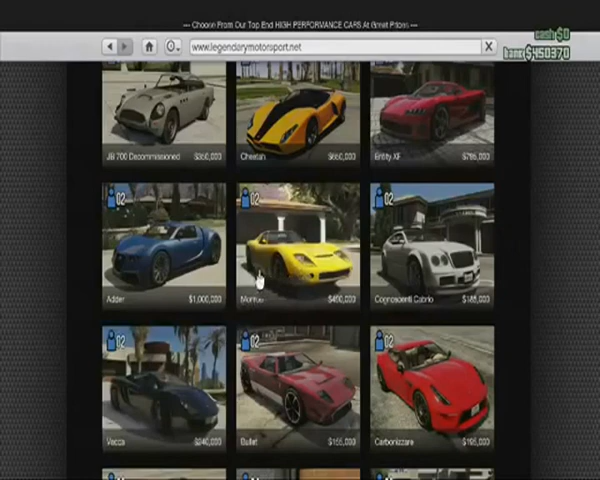 --- Choose From Our Top End HIGH PERFORMANCE CARS At Great Prices ---
cash $0
bank $450370
www.legendarymotorsport.net
X
JB 700 Decommissioned $350,000
Cheetah $650,000
Entity XF $795,000
02 02 02
Adder $1,000,000
Monroe $490,000
Cognoscenti Cabrio $185,000
02 02 02
Vacca $240,000
Bullet $155,000
Carbonizzare $195,000